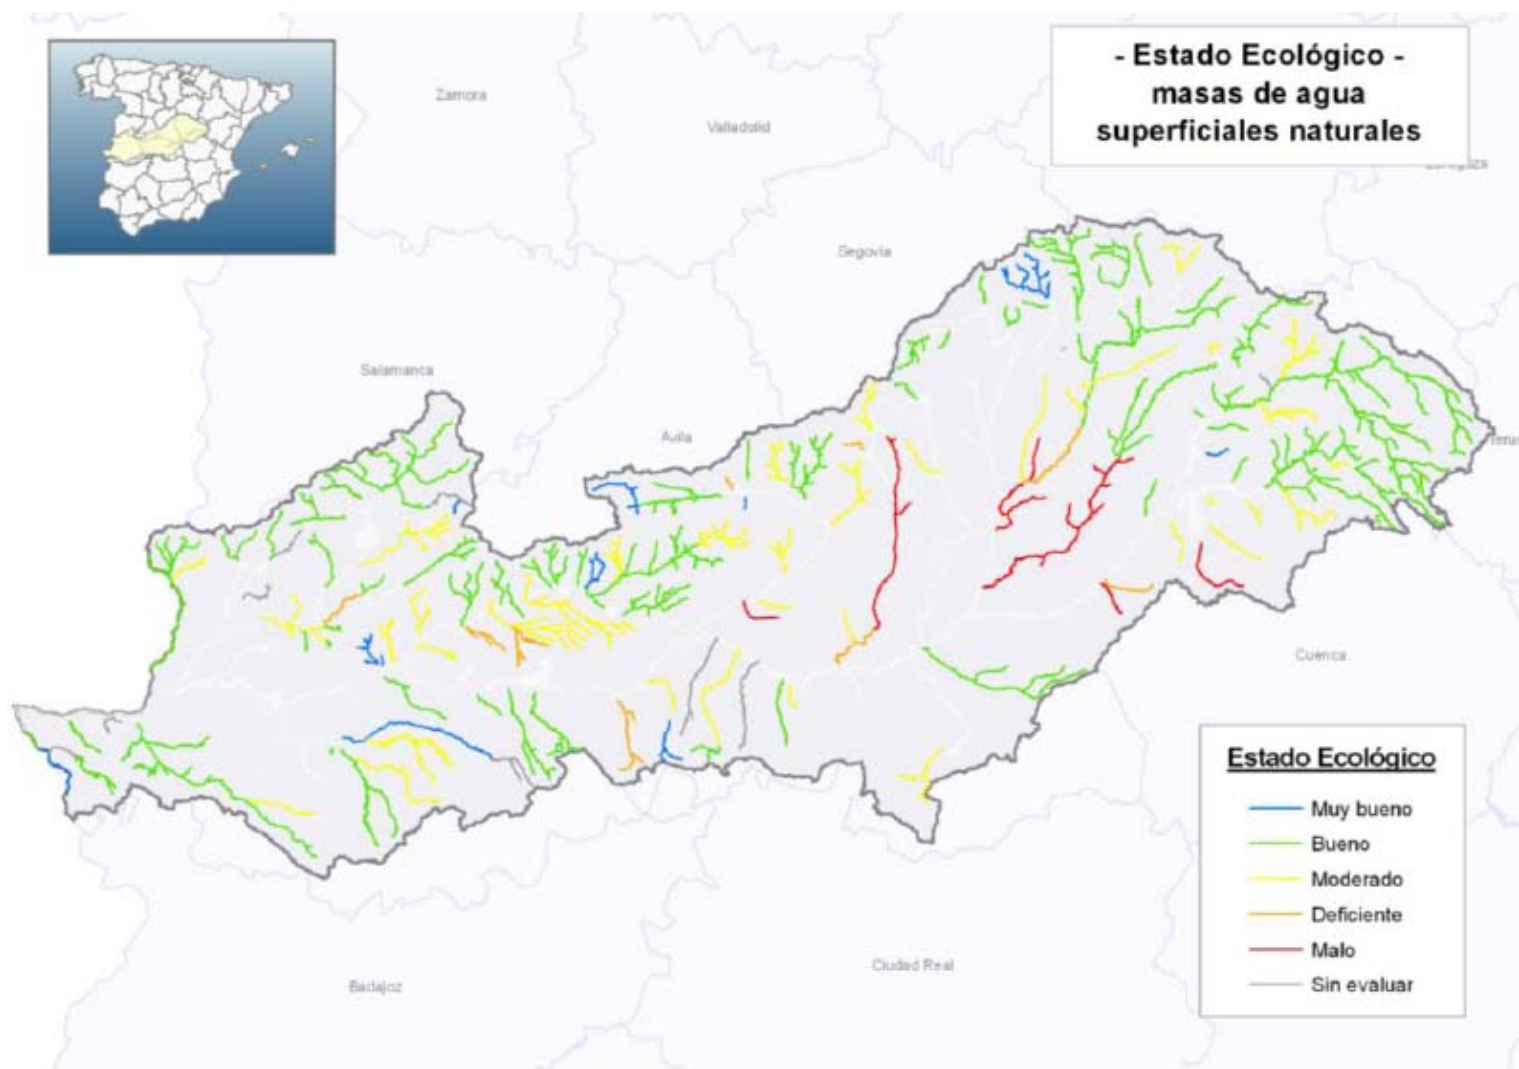 - Estado Ecológico -
masas de agua
superficiales naturales
Zamora
Valladolid
Segovia
Salamanca
Avila
Cuenca
Ciudad Real
Badajoz
Estado Ecológico
Muy bueno
Bueno
Moderado
Deficiente
Malo
Sin evaluar